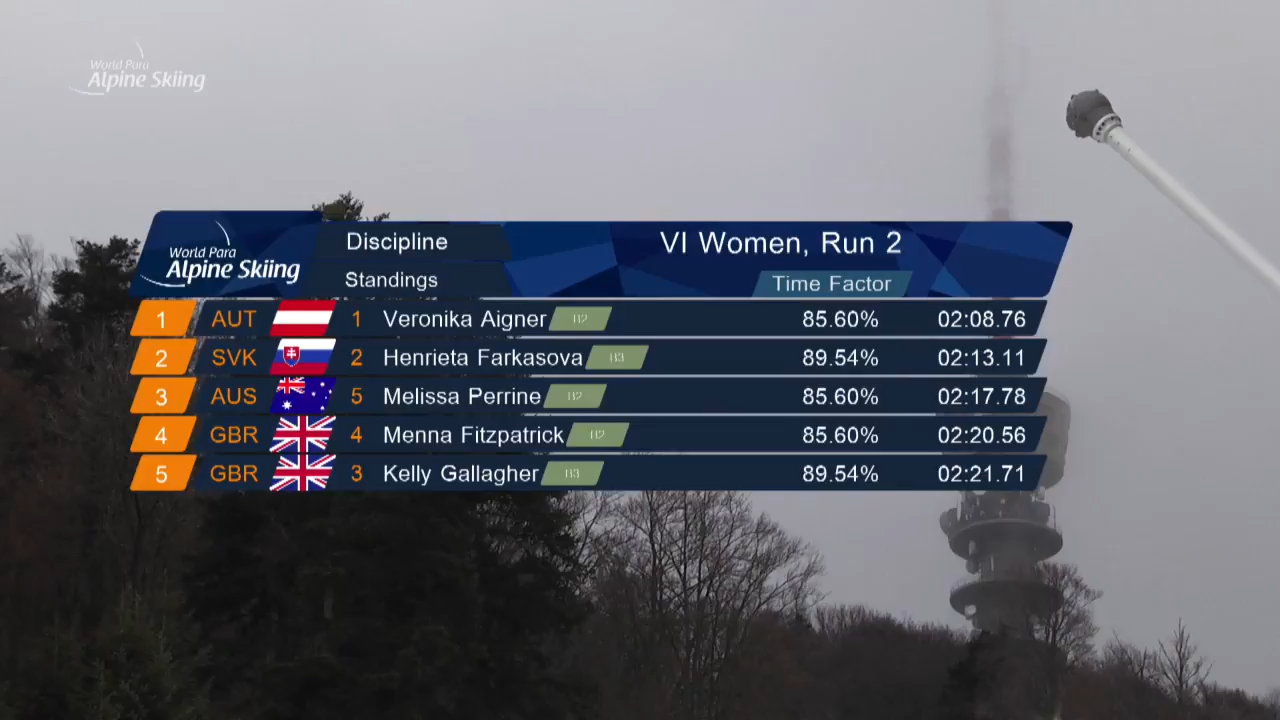 World Para
Alpine Skiing
World Para
Alpine Skiing
Discipline
VI Women, Run 2
Standings
Time Factor
1 AUT 1 Veronika Aigner B2 85.60% 02:08.76
2 SVK 2 Henrieta Farkasova B3 89.54% 02:13.11
3 AUS 5 Melissa Perrine B2 85.60% 02:17.78
4 GBR 4 Menna Fitzpatrick B2 85.60% 02:20.56
5 GBR 3 Kelly Gallagher B3 89.54% 02:21.71